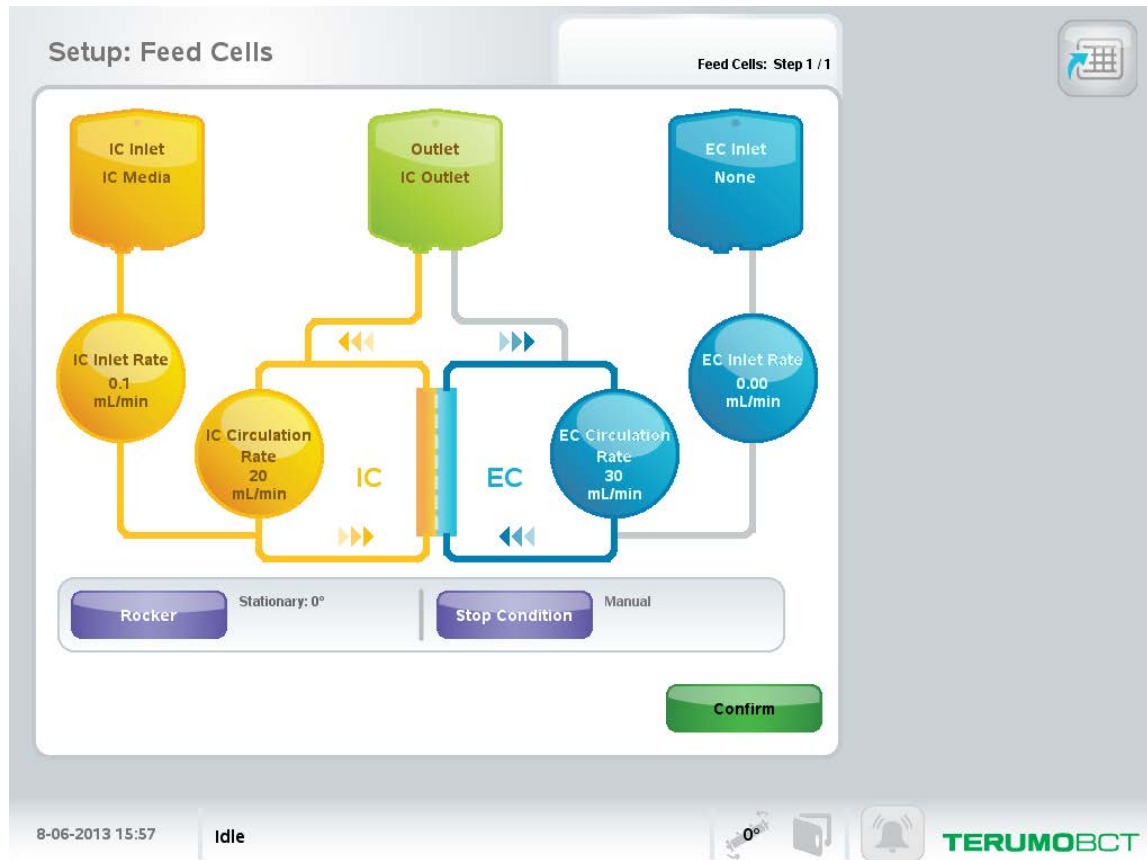 Setup: Feed Cells
Feed Cells: Step 1 / 1
IC Inlet
IC Media
Outlet
IC Outlet
EC Inlet
None
IC Inlet Rate
0.1
mL/min
EC Inlet Rate
0.00
mL/min
IC Circulation
Rate
20
mL/min
IC
EC
EC Circulation
Rate
30
mL/min
Rocker
Stationary: 0°
Stop Condition
Manual
Confirm
8-06-2013 15:57
Idle
0°
TERUMOBCT